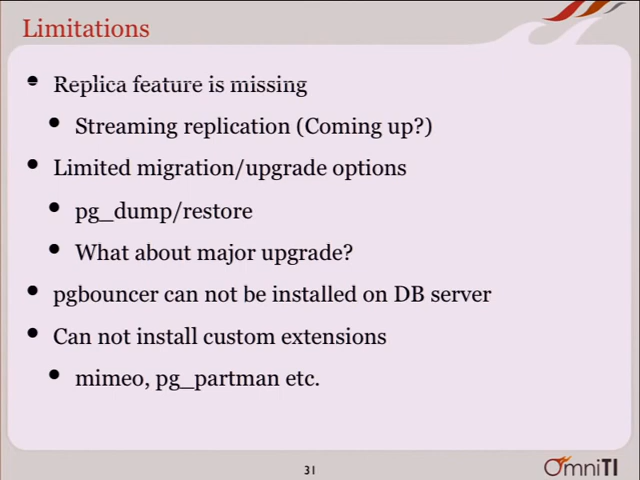 Limitations
Replica feature is missing
Streaming replication (Coming up?)
Limited migration/upgrade options
pg_dump/restore
What about major upgrade?
pgbouncer can not be installed on DB server
Can not install custom extensions
mimeo, pg_partman etc.
31
OmniTI